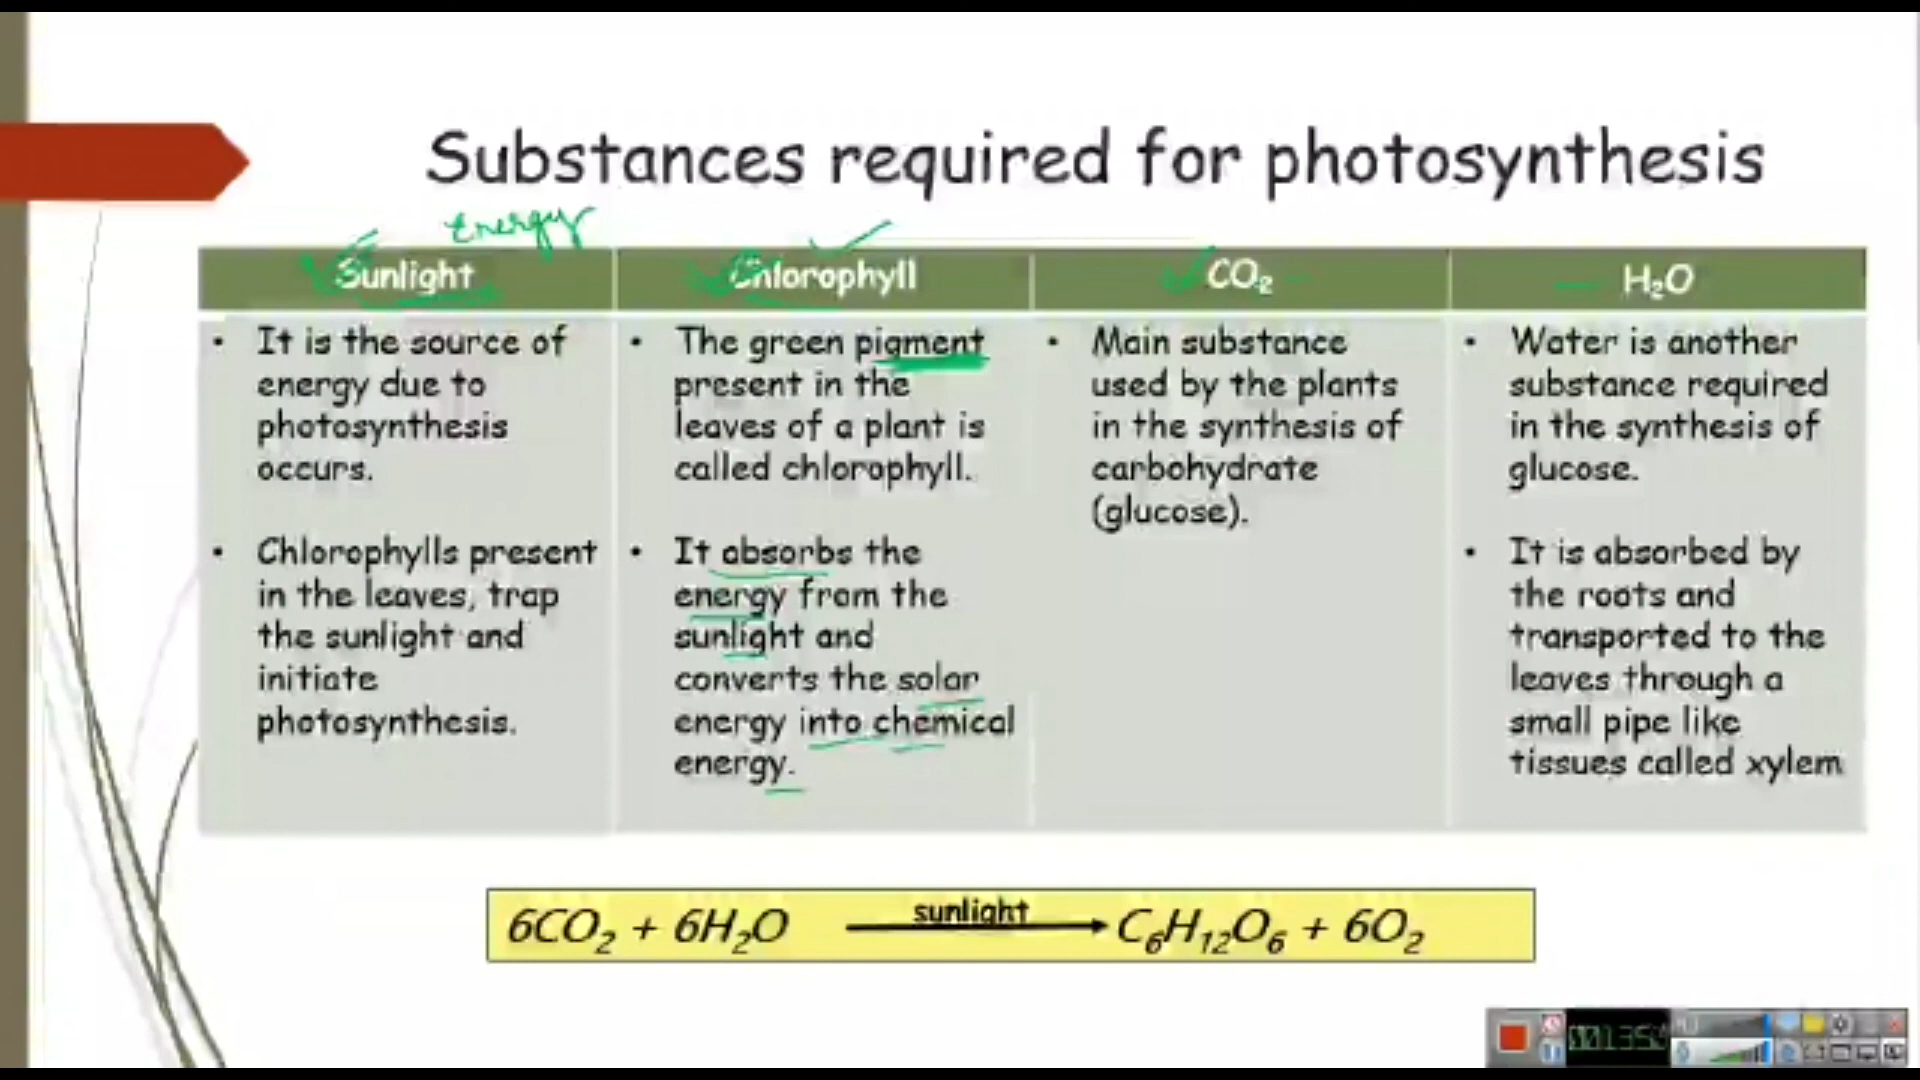 Substances required for photosynthesis
Energy
Sunlight
Chlorophyll
CO₂
H₂O
• It is the source of
energy due to
photosynthesis
occurs.
• Chlorophylls present
in the leaves, trap
the sunlight and
initiate
photosynthesis.
• The green pigment
present in the
leaves of a plant is
called chlorophyll.
• It absorbs the
energy from the
sunlight and
converts the solar
energy into chemical
energy.
• Main substance
used by the plants
in the synthesis of
carbohydrate
(glucose).
• Water is another
substance required
in the synthesis of
glucose.
• It is absorbed by
the roots and
transported to the
leaves through a
small pipe like
tissues called xylem
sunlight
6CO₂ + 6H₂O → C₆H₁₂O₆ + 6O₂